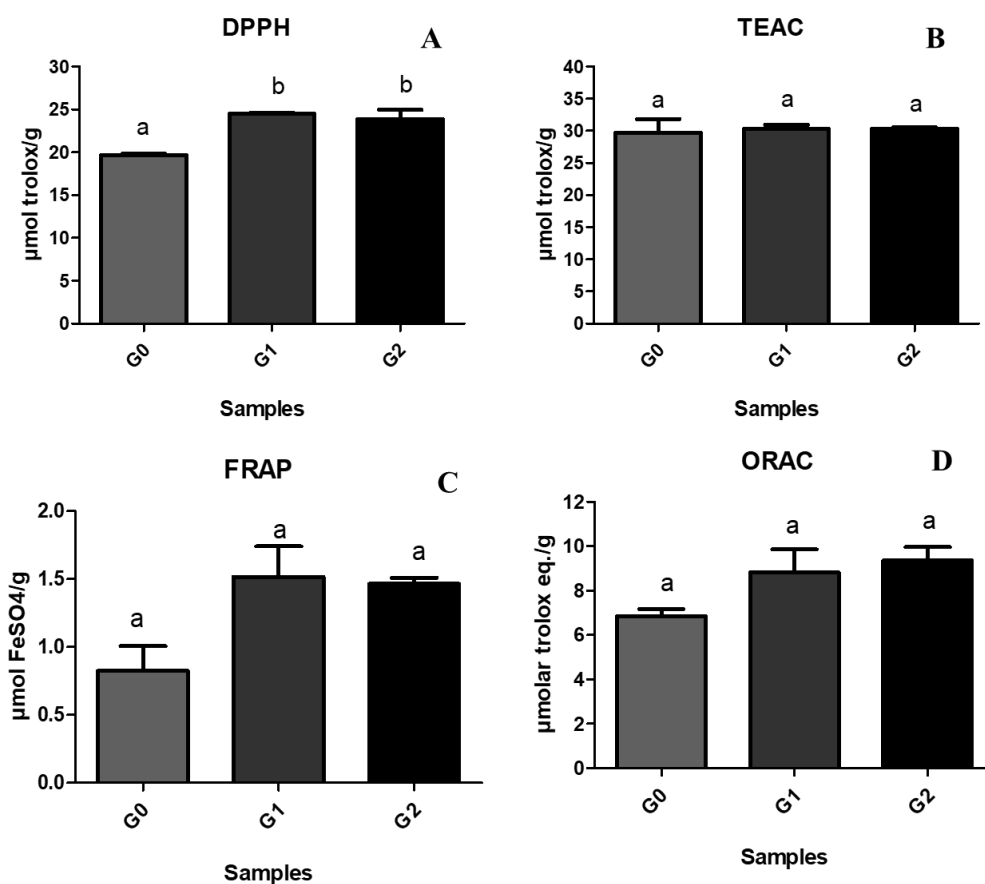 DPPH
A
µmol trolox/g
30
25
20
15
10
5
0
a
b
b
G0
G1
G2
Samples
TEAC
B
µmol trolox/g
40
35
30
25
20
15
10
5
0
a
a
a
G0
G1
G2
Samples
FRAP
C
µmol FeSO4/g
2.0
1.5
1.0
0.5
0.0
a
a
a
G0
G1
G2
Samples
ORAC
D
µmolar trolox eq./g
12
10
8
6
4
2
0
a
a
a
G0
G1
G2
Samples